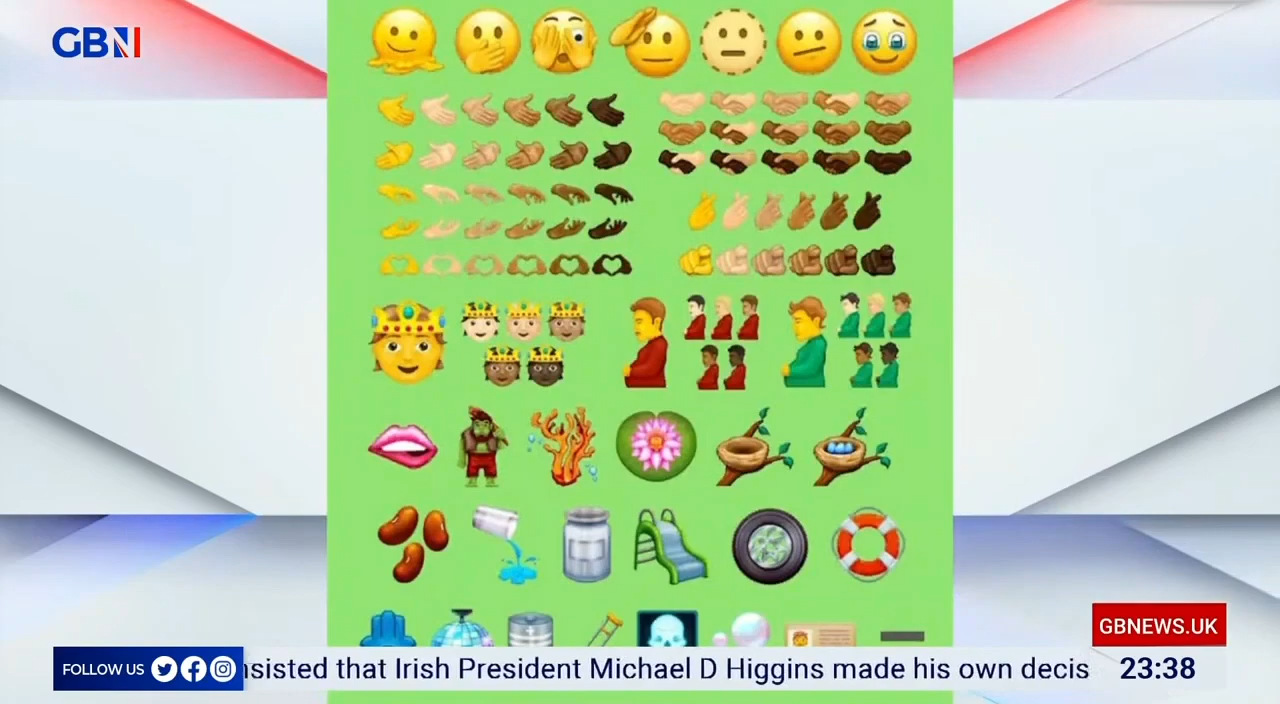 GBN
GBNEWS.UK
FOLLOW US
nsisted that Irish President Michael D Higgins made his own decis
23:38